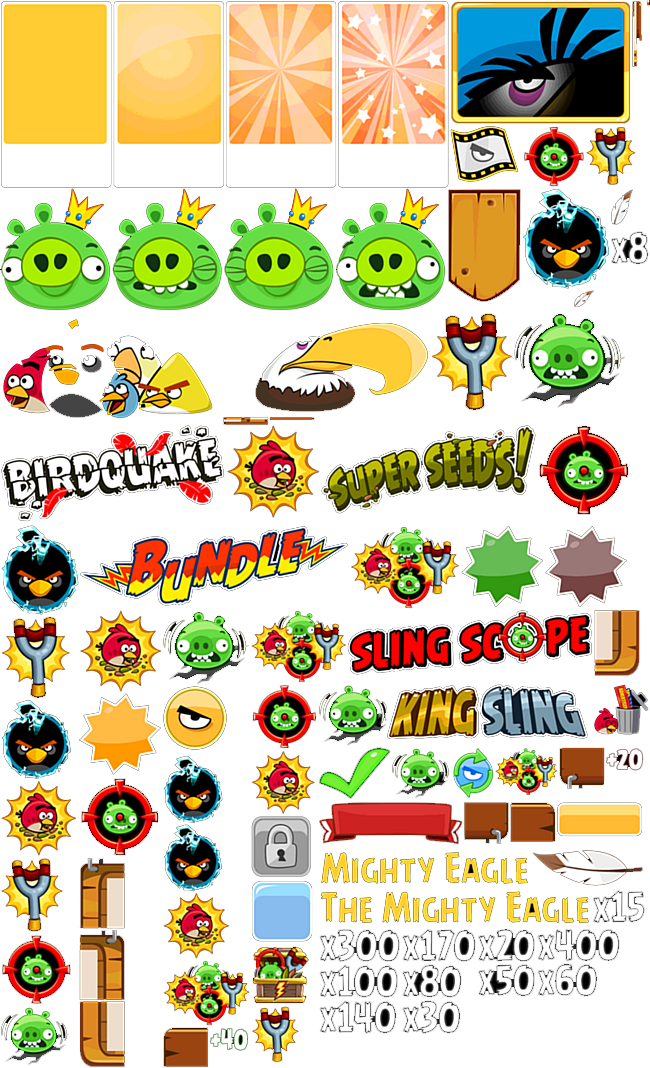 x8
BIRDQUAKE
SUPER SEEDS!
BUNDLE
SLING SCOPE
KING SLING
+20
MIGHTY EAGLE
THE MIGHTY EAGLE x15
x300 x170 x20 x400
x100 x80 x50 x60
x140 x30
+40